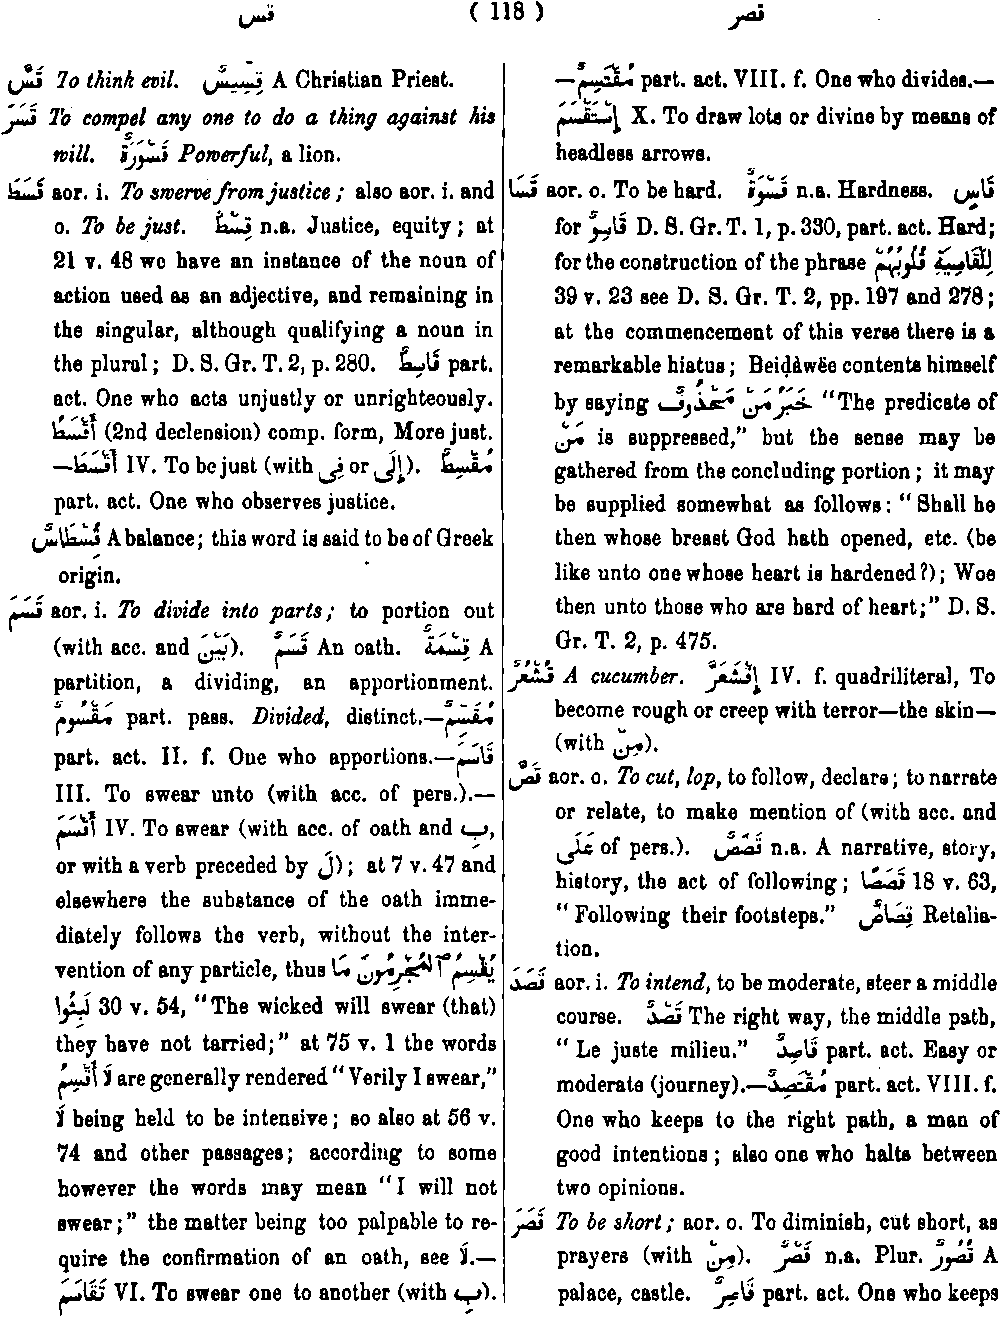 قس ( 118 ) قصر
قَسَّ To think evil. قِسِّيسٌ A Christian Priest.
قَسَرَ To compel any one to do a thing against his
will. قَسْوَرَةٌ Powerful, a lion.
قَسَطَ aor. i. To swerve from justice; also aor. i. and
o. To be just. قِسْطٌ n.a. Justice, equity; at
21 v. 48 we have an instance of the noun of
action used as an adjective, and remaining in
the singular, although qualifying a noun in
the plural; D. S. Gr. T. 2, p. 280. قَاسِطٌ part.
act. One who acts unjustly or unrighteously.
أَقْسَطُ (2nd declension) comp. form, More just.
—أَقْسَطَ IV. To be just (with فِى or إِلَى). مُقْسِطٌ
part. act. One who observes justice.
قُسْطَاسٌ A balance; this word is said to be of Greek
origin.
قَسَمَ aor. i. To divide into parts; to portion out
(with acc. and بَيْنَ). قَسَمٌ An oath. قِسْمَةٌ A
partition, a dividing, an apportionment.
مَقْسُومٌ part. pass. Divided, distinct.—مُقَسِّمٌ
part. act. II. f. One who apportions.—قَاسَمَ
III. To swear unto (with acc. of pers.).—
أَقْسَمَ IV. To swear (with acc. of oath and بِ,
or with a verb preceded by لَ); at 7 v. 47 and
elsewhere the substance of the oath imme-
diately follows the verb, without the inter-
vention of any particle, thus يُقْسِمُ ٱلْمُجْرِمُونَ مَا
لَبِثُوا 30 v. 54, "The wicked will swear (that)
they have not tarried;" at 75 v. 1 the words
لَا أُقْسِمُ are generally rendered "Verily I swear,"
لَا being held to be intensive; so also at 56 v.
74 and other passages; according to some
however the words may mean "I will not
swear;" the matter being too palpable to re-
quire the confirmation of an oath, see لَا.—
تَقَاسَمَ VI. To swear one to another (with بِ).
—مُقْتَسِمٌ part. act. VIII. f. One who divides.—
إِسْتَقْسَمَ X. To draw lots or divine by means of
headless arrows.
قَسَا aor. o. To be hard. قَسْوَةٌ n.a. Hardness. قَاسٍ
for قَاسِوٌ D. S. Gr. T. 1, p. 330, part. act. Hard;
for the construction of the phrase لِلْقَاسِيَةِ قُلُوبُهُمْ
39 v. 23 see D. S. Gr. T. 2, pp. 197 and 278;
at the commencement of this verse there is a
remarkable hiatus; Beiḍâwëe contents himself
by saying خَبَرُ مَنْ مَحْذُوفٌ "The predicate of
مَنْ is suppressed," but the sense may be
gathered from the concluding portion; it may
be supplied somewhat as follows: "Shall he
then whose breast God hath opened, etc. (be
like unto one whose heart is hardened?); Woe
then unto those who are hard of heart;" D. S.
Gr. T. 2, p. 475.
قُشْعُرٌّ A cucumber. إِقْشَعَرَّ IV. f. quadriliteral, To
become rough or creep with terror—the skin—
(with مِنْ).
قَصَّ aor. o. To cut, lop, to follow, declare; to narrate
or relate, to make mention of (with acc. and
عَلَى of pers.). قَصَصٌ n.a. A narrative, story,
history, the act of following; قَصَصًا 18 v. 63,
"Following their footsteps." قِصَاصٌ Retalia-
tion.
قَصَدَ aor. i. To intend, to be moderate, steer a middle
course. قَصْدٌ The right way, the middle path,
"Le juste milieu." قَاصِدٌ part. act. Easy or
moderate (journey).—مُقْتَصِدٌ part. act. VIII. f.
One who keeps to the right path, a man of
good intentions; also one who halts between
two opinions.
قَصَرَ To be short; aor. o. To diminish, cut short, as
prayers (with مِنْ). قَصْرٌ n.a. Plur. قُصُورٌ A
palace, castle. قَاصِرٌ part. act. One who keeps